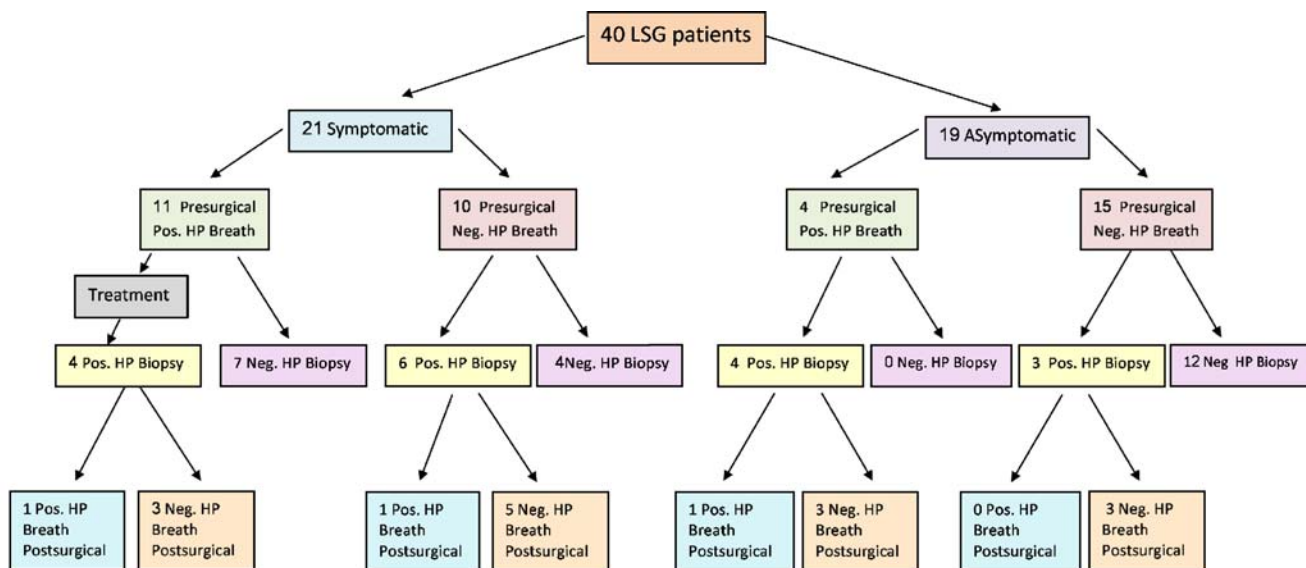 40 LSG patients
21 Symptomatic
19 ASymptomatic
11 Presurgical
Pos. HP Breath
10 Presurgical
Neg. HP Breath
4 Presurgical
Pos. HP Breath
15 Presurgical
Neg. HP Breath
Treatment
4 Pos. HP Biopsy
7 Neg. HP Biopsy
6 Pos. HP Biopsy
4Neg. HP Biopsy
4 Pos. HP Biopsy
0 Neg. HP Biopsy
3 Pos. HP Biopsy
12 Neg HP Biopsy
1 Pos. HP
Breath
Postsurgical
3 Neg. HP
Breath
Postsurgical
1 Pos. HP
Breath
Postsurgical
5 Neg. HP
Breath
Postsurgical
1 Pos. HP
Breath
Postsurgical
3 Neg. HP
Breath
Postsurgical
0 Pos. HP
Breath
Postsurgical
3 Neg. HP
Breath
Postsurgical